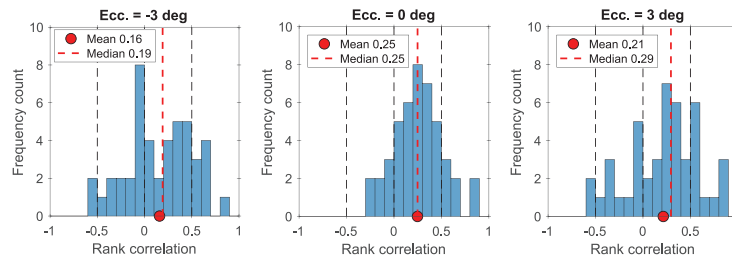 Ecc. = -3 deg
Mean 0.16
Median 0.19
Frequency count
10
8
6
4
2
0
-1
-0.5
0
0.5
1
Rank correlation
Ecc. = 0 deg
Mean 0.25
Median 0.25
Frequency count
10
8
6
4
2
0
-1
-0.5
0
0.5
1
Rank correlation
Ecc. = 3 deg
Mean 0.21
Median 0.29
Frequency count
10
8
6
4
2
0
-1
-0.5
0
0.5
Rank correlation